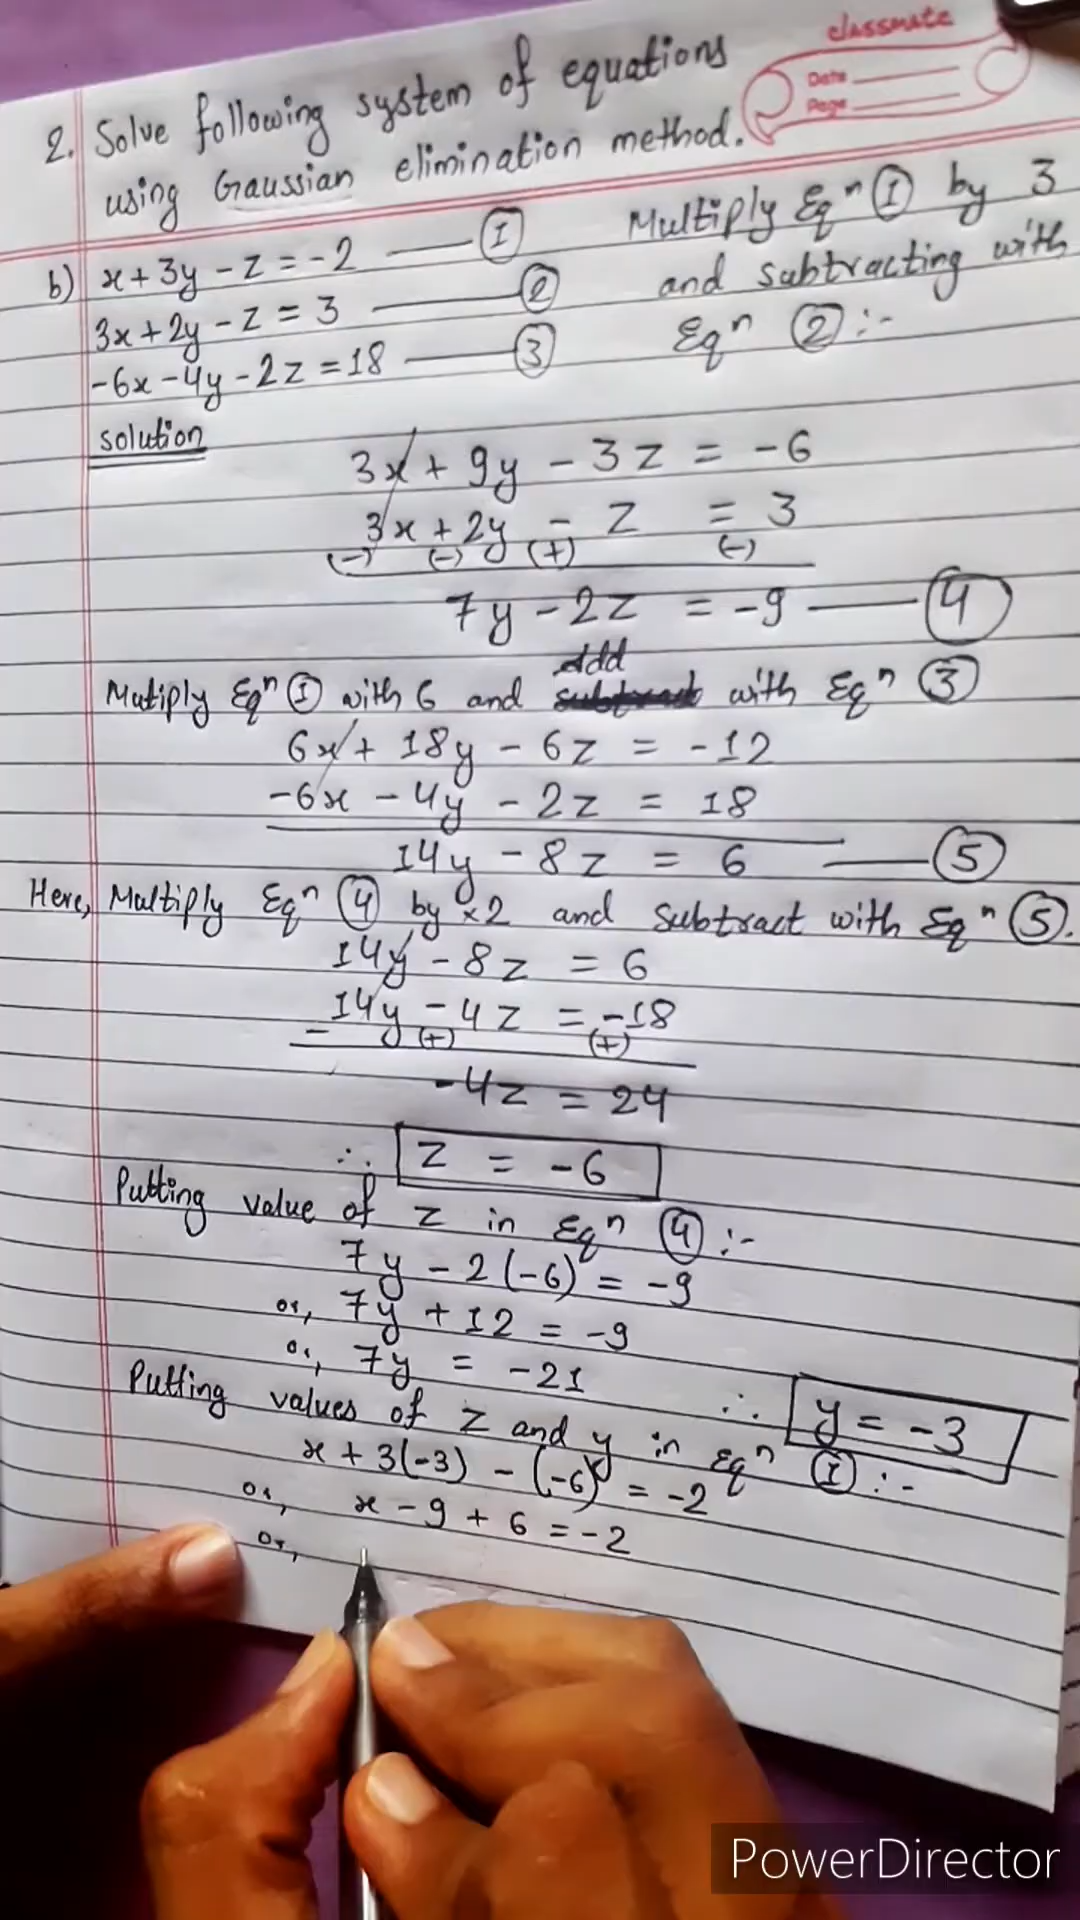 classmate
Date
Page
2. Solve following system of equations
using Gaussian elimination method.
b) x + 3y - z = -2 —— ①
3x + 2y - z = 3 —— ②
-6x - 4y - 2z = 18 —— ③
Multiply Eqⁿ ① by 3
and subtracting with
Eqⁿ ② :-
solution
3x + 9y - 3z = -6
3x + 2y - z = 3
(-) (-) (+) (-)
7y - 2z = -9 —— ④
add
Mutiply Eqⁿ ① with 6 and subtract with Eqⁿ ③
6x + 18y - 6z = -12
-6x - 4y - 2z = 18
14y - 8z = 6 —— ⑤
Here, Multiply Eqⁿ ④ by x2 and subtract with Eqⁿ ⑤.
14y - 8z = 6
14y - 4z = -18
- (+) (+)
-4z = 24
∴ z = -6
Putting value of z in Eqⁿ ④ :-
7y - 2(-6) = -9
or, 7y + 12 = -9
or, 7y = -21
∴ y = -3
Putting values of z and y in Eqⁿ ① :-
x + 3(-3) - (-6) = -2
or, x - 9 + 6 = -2
or,
PowerDirector